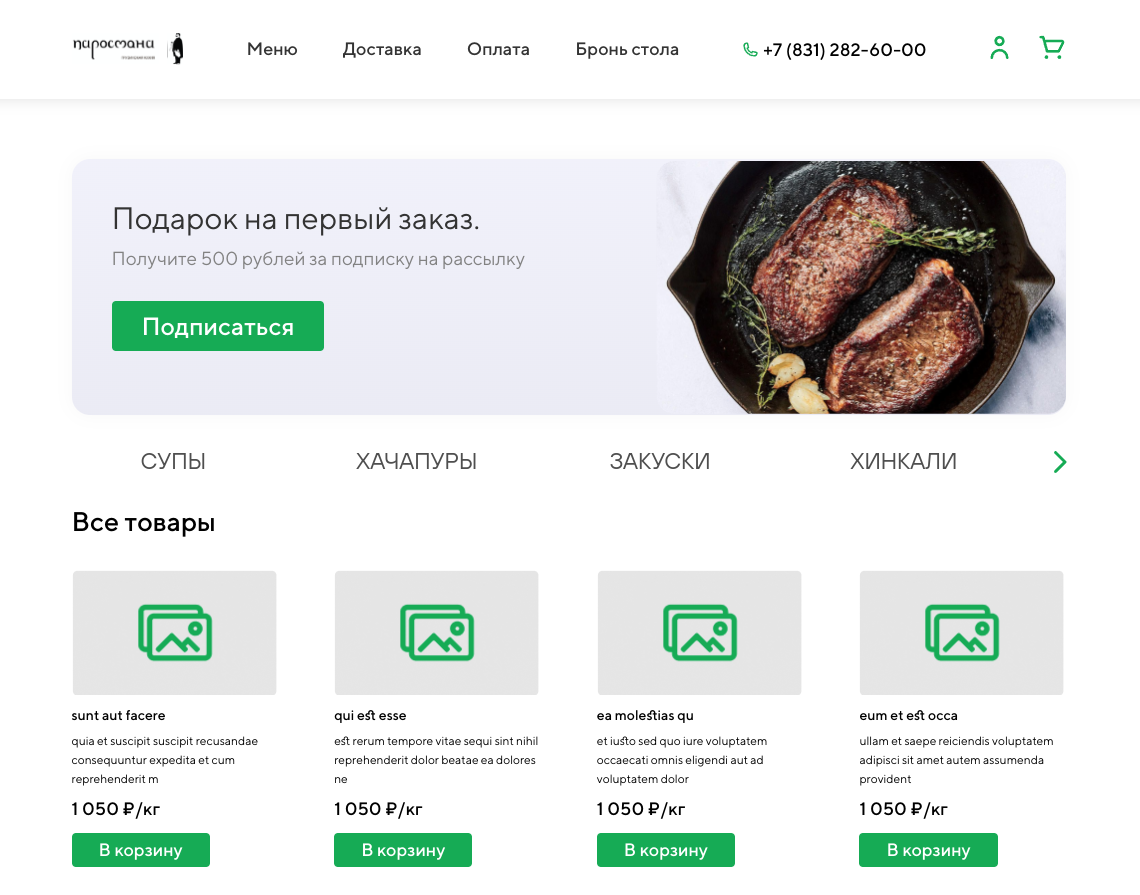 пиросмани
Меню
Доставка
Оплата
Бронь стола
+7 (831) 282-60-00
Подарок на первый заказ.
Получите 500 рублей за подписку на рассылку
Подписаться
СУПЫ
ХАЧАПУРЫ
ЗАКУСКИ
ХИНКАЛИ
Все товары
sunt aut facere
quia et suscipit suscipit recusandae
consequuntur expedita et cum
reprehenderit m
1 050 ₽/кг
В корзину
qui est esse
est rerum tempore vitae sequi sint nihil
reprehenderit dolor beatae ea dolores
ne
1 050 ₽/кг
В корзину
ea molestias qu
et iusto sed quo iure voluptatem
occaecati omnis eligendi aut ad
voluptatem dolor
1 050 ₽/кг
В корзину
eum et est occa
ullam et saepe reiciendis voluptatem
adipisci sit amet autem assumenda
provident
1 050 ₽/кг
В корзину